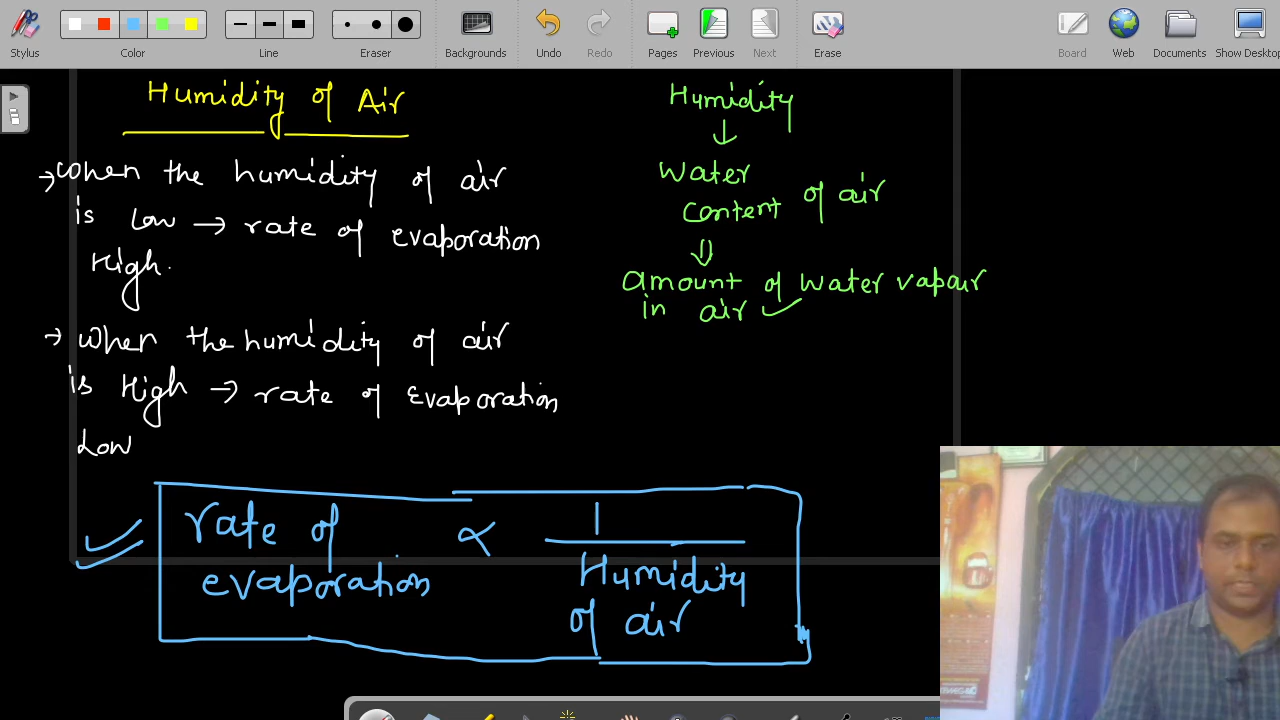 Stylus
Color
Line
Eraser
Backgrounds
Undo
Redo
Pages
Previous
Next
Erase
Board
Web
Documents
Show Desktop
Humidity of Air
→ When the humidity of air
is Low → rate of evaporation
High.
→ When the humidity of air
is High → rate of Evaporation
Low
rate of evaporation ∝ 1 / Humidity of air
Humidity
↓
Water
content of air
⇓
amount of water vapour
in air